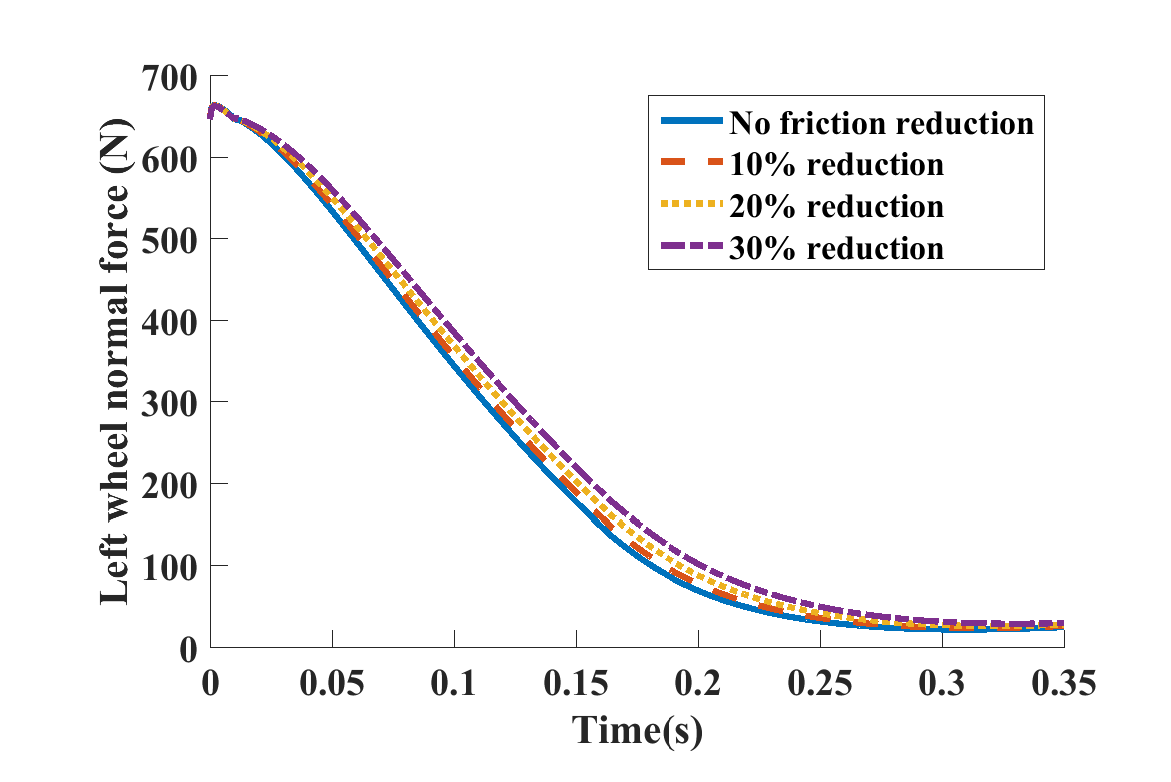 700
600
500
400
300
200
100
0
Left wheel normal force (N)
No friction reduction
10% reduction
20% reduction
30% reduction
0 0.05 0.1 0.15 0.2 0.25 0.3 0.35
Time(s)